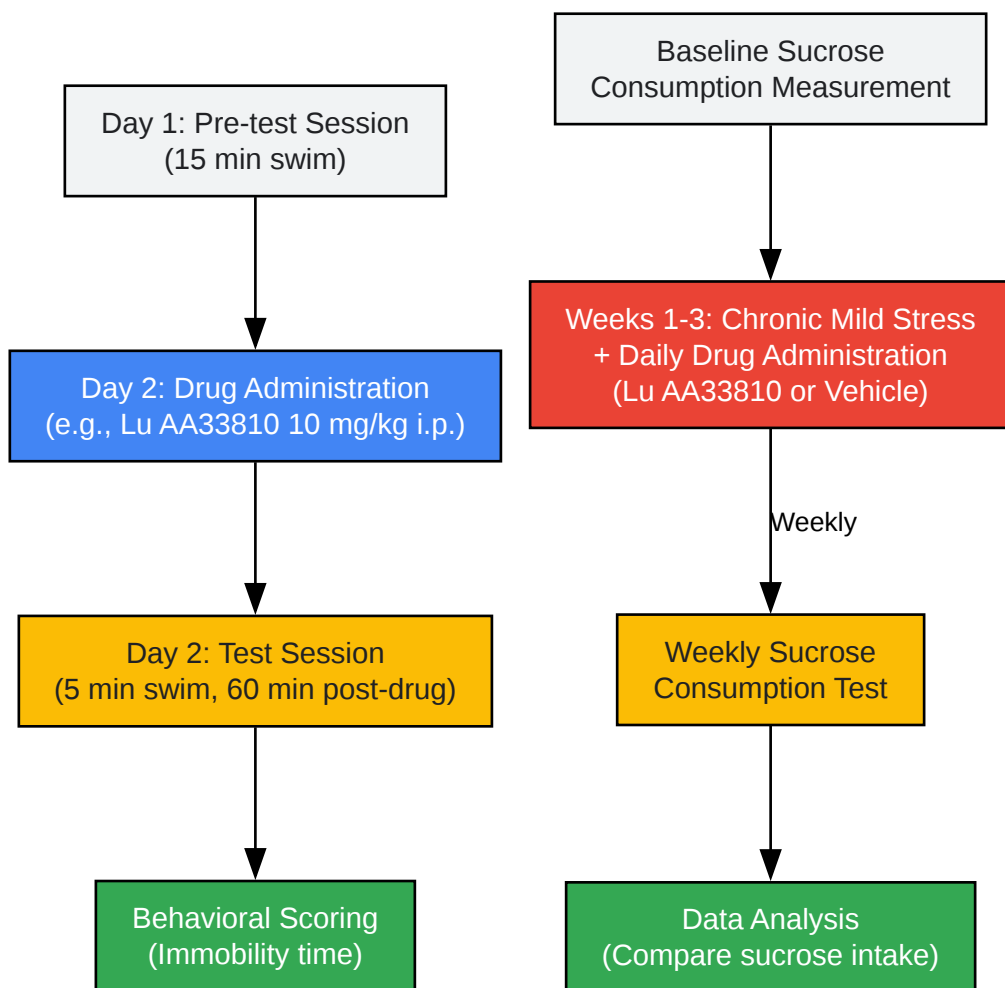 Day 1: Pre-test Session
(15 min swim)
Day 2: Drug Administration
(e.g., Lu AA33810 10 mg/kg i.p.)
Day 2: Test Session
(5 min swim, 60 min post-drug)
Behavioral Scoring
(Immobility time)
Baseline Sucrose
Consumption Measurement
Weeks 1-3: Chronic Mild Stress
+ Daily Drug Administration
(Lu AA33810 or Vehicle)
Weekly
Weekly Sucrose
Consumption Test
Data Analysis
(Compare sucrose intake)